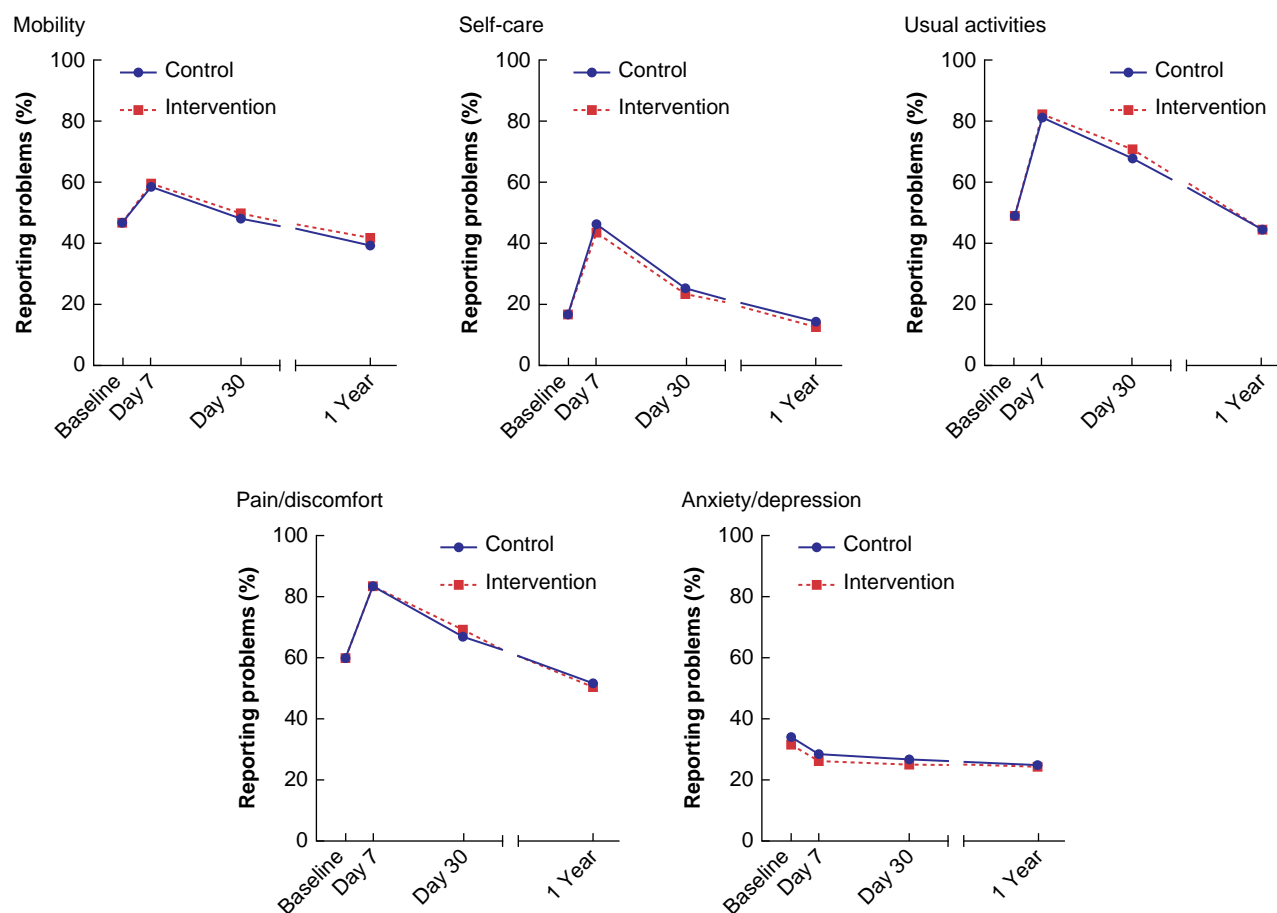 Mobility
Reporting problems (%)
100
80
60
40
20
0
Control
Intervention
Baseline
Day 7
Day 30
1 Year
Self-care
Reporting problems (%)
100
80
60
40
20
0
Control
Intervention
Baseline
Day 7
Day 30
1 Year
Usual activities
Reporting problems (%)
100
80
60
40
20
0
Control
Intervention
Baseline
Day 7
Day 30
1 Year
Pain/discomfort
Reporting problems (%)
100
80
60
40
20
0
Control
Intervention
Baseline
Day 7
Day 30
1 Year
Anxiety/depression
Reporting problems (%)
100
80
60
40
20
0
Control
Intervention
Baseline
Day 7
Day 30
1 Year